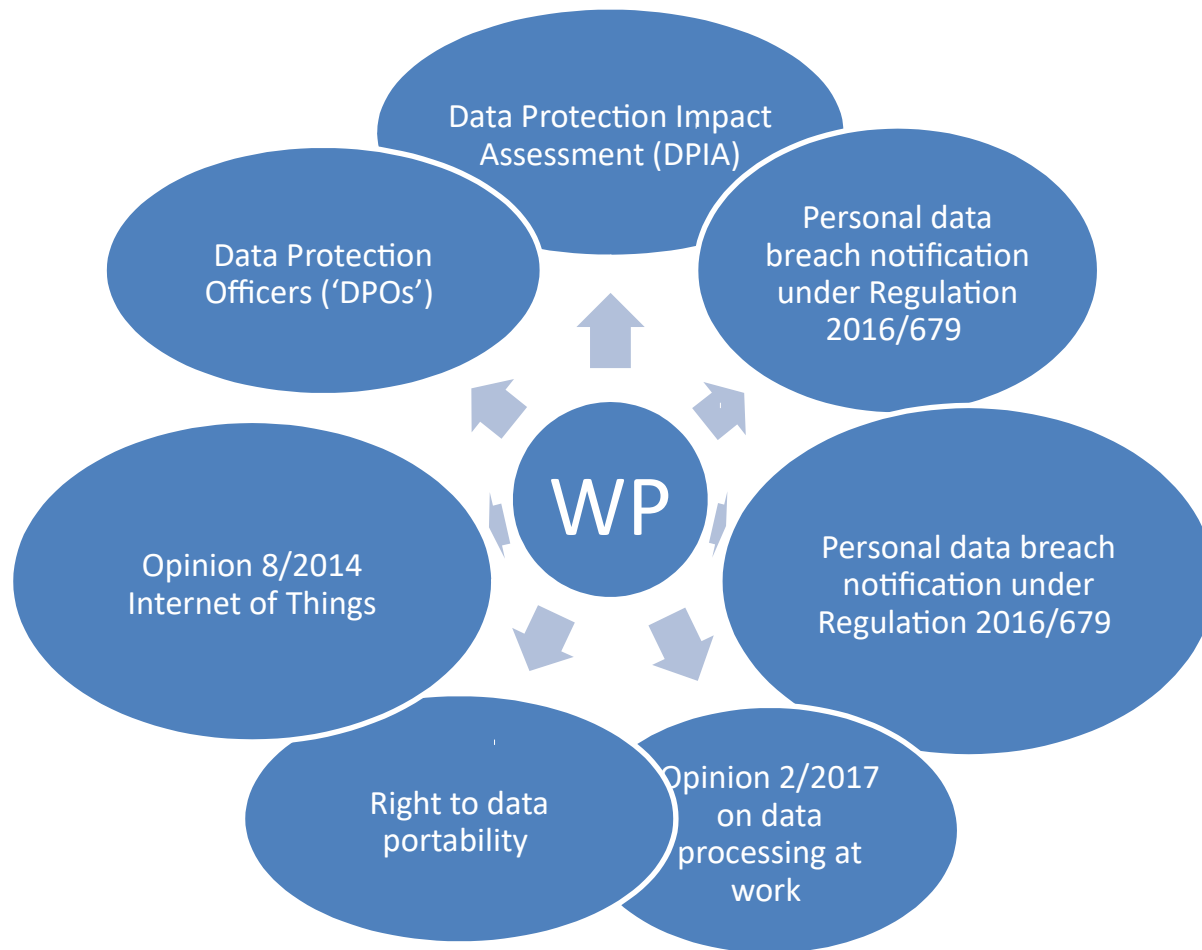 Data Protection Impact
Assessment (DPIA)
Personal data
breach notification
under Regulation
2016/679
Personal data breach
notification under
Regulation 2016/679
Opinion 2/2017
on data
processing at
work
Right to data
portability
Opinion 8/2014
Internet of Things
Data Protection
Officers (‘DPOs’)
WP